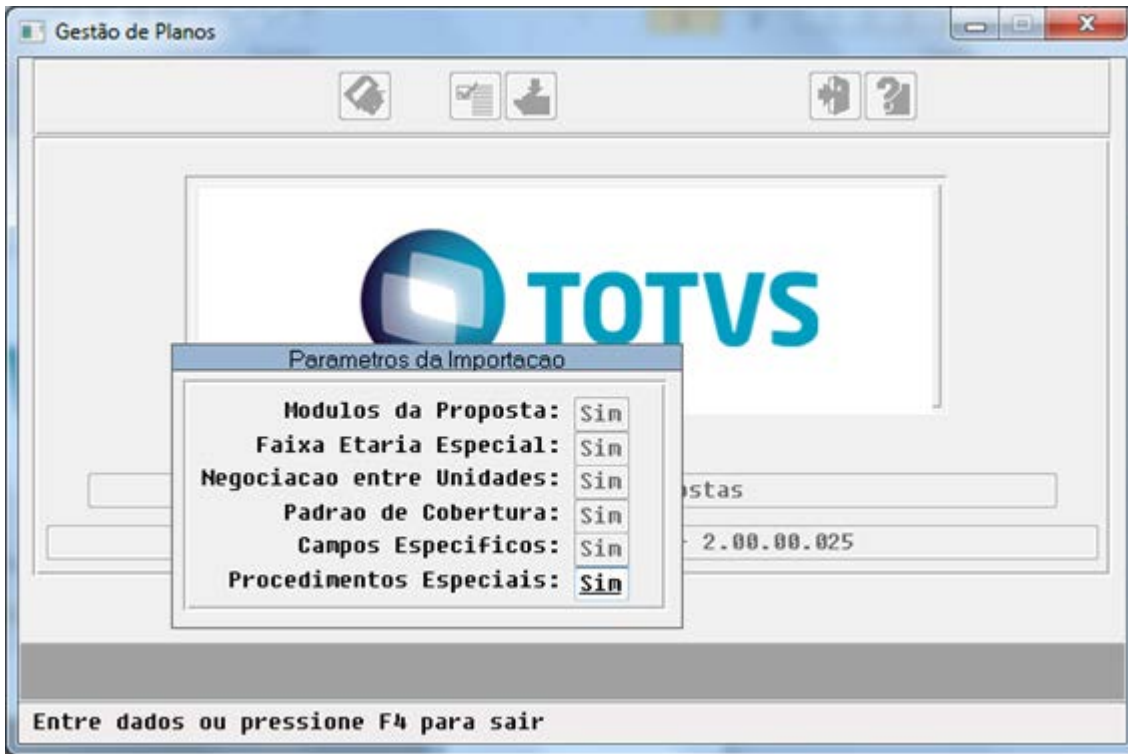 Gestão de Planos
TOTVS
Parametros da Importacao
Modulos da Proposta: Sim
Faixa Etaria Especial: Sim
Negociacao entre Unidades: Sim
Padrao de Cobertura: Sim
Campos Especificos: Sim
Procedimentos Especiais: Sim
2.00.00.025
Entre dados ou pressione F4 para sair